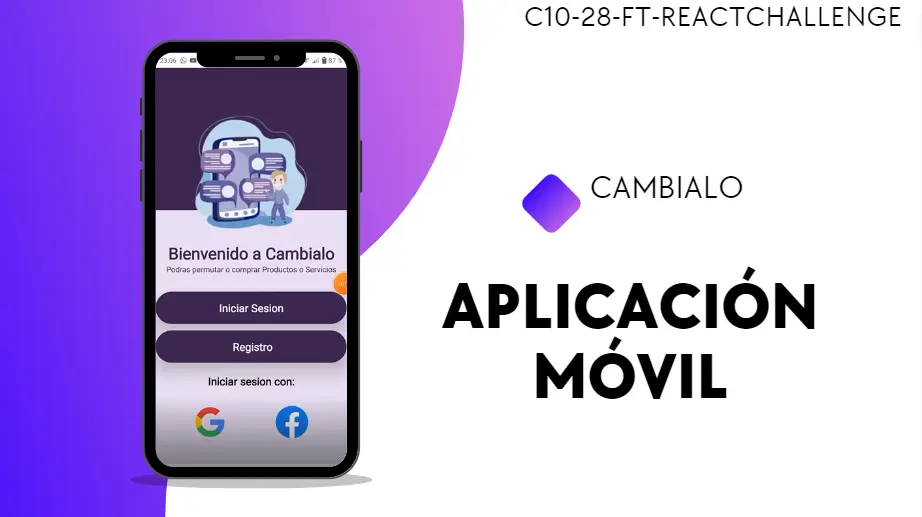 C10-28-FT-REACTCHALLENGE
23:06 87 %
CAMBIALO
APLICACIÓN
MÓVIL
Bienvenido a Cambialo
Podras permutar o comprar Productos o Servicios
Iniciar Sesion
Registro
Iniciar sesion con: